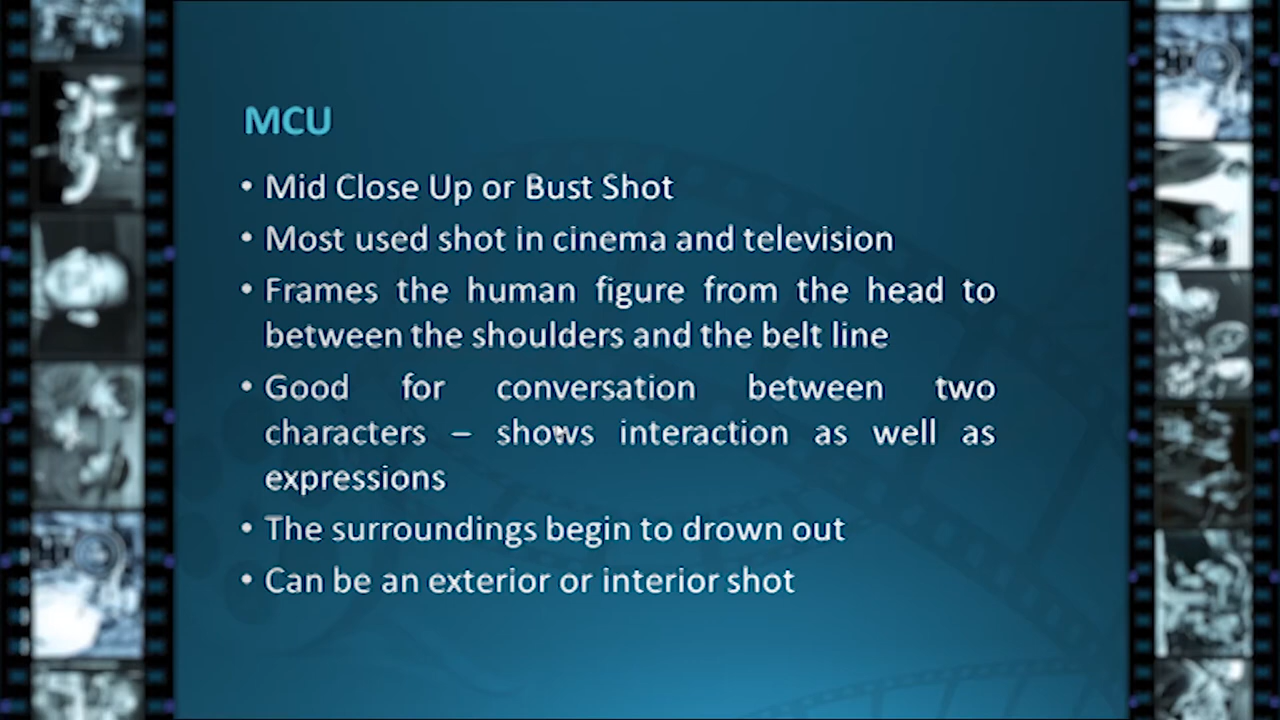 MCU
• Mid Close Up or Bust Shot
• Most used shot in cinema and television
• Frames the human figure from the head to
between the shoulders and the belt line
• Good for conversation between two
characters – shows interaction as well as
expressions
• The surroundings begin to drown out
• Can be an exterior or interior shot